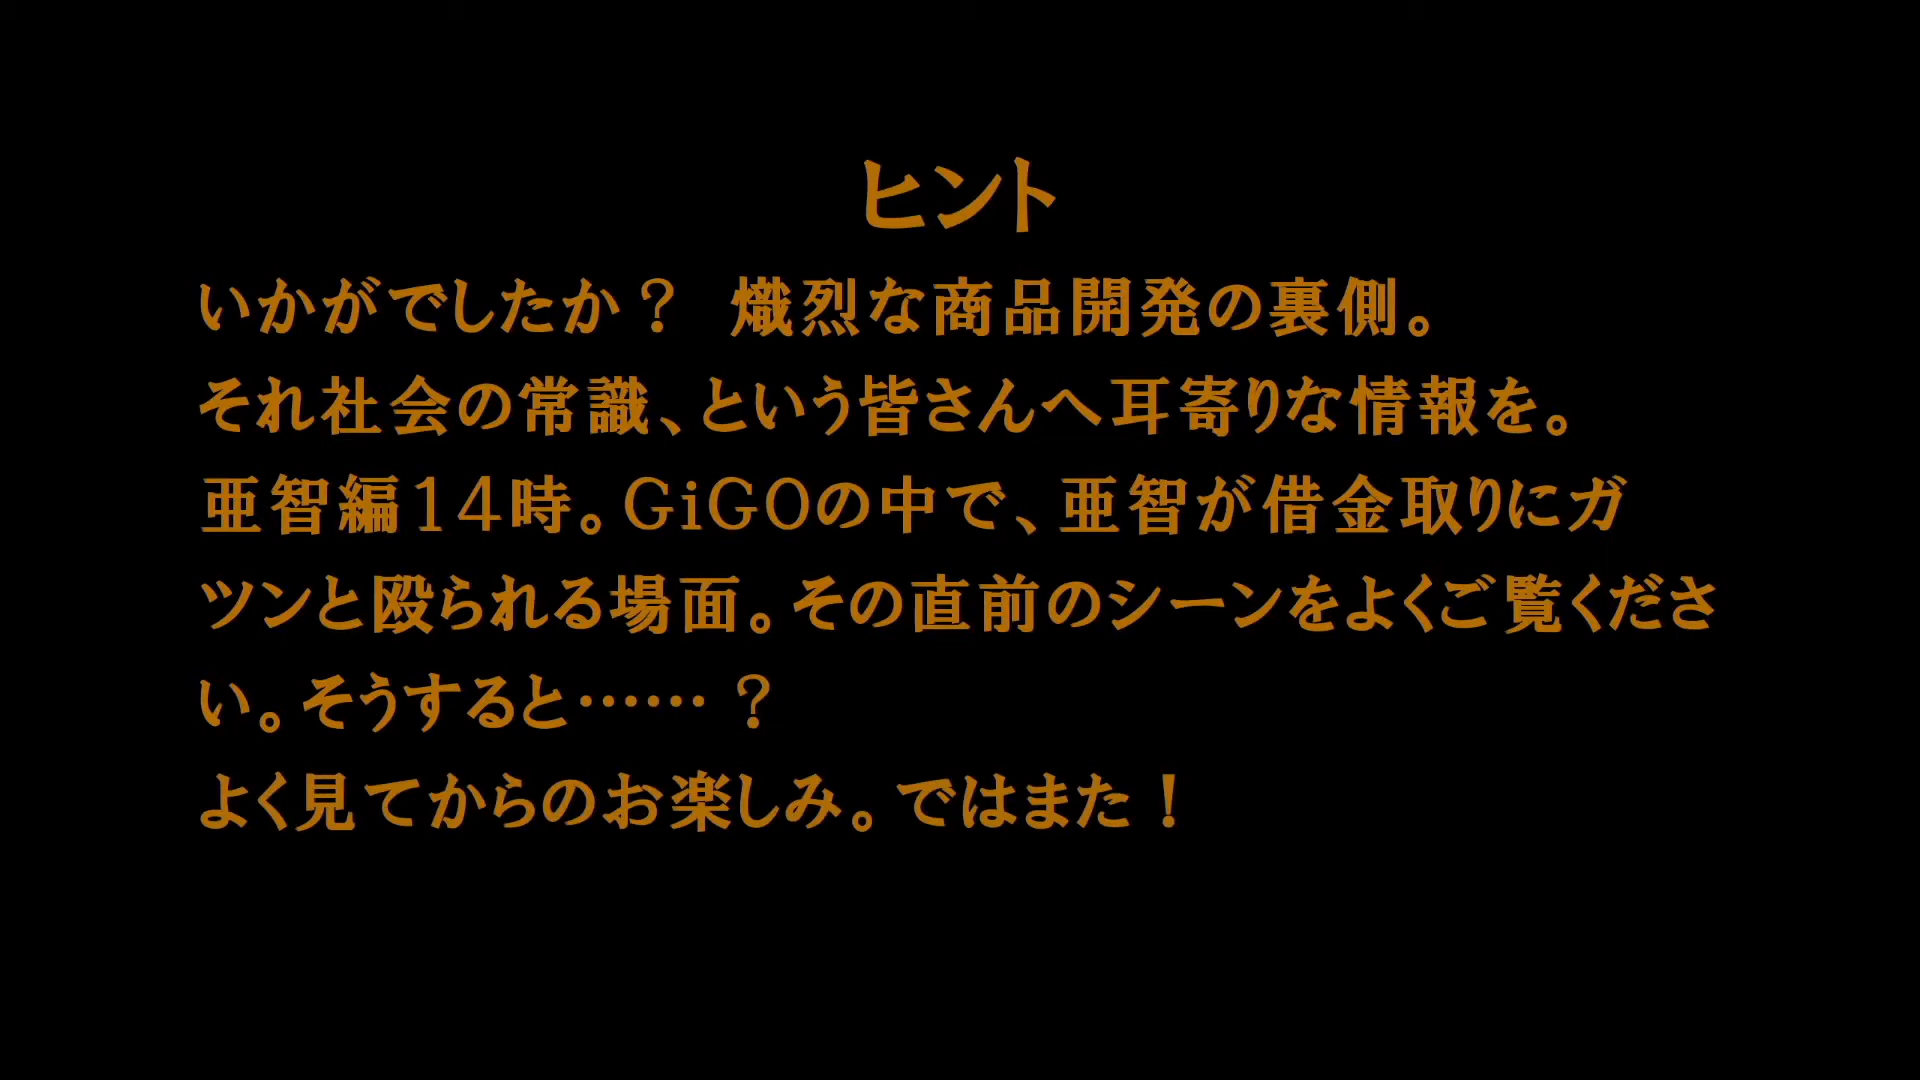 ヒント
いかがでしたか？　熾烈な商品開発の裏側。
それ社会の常識、という皆さんへ耳寄りな情報を。
亜智編１４時。ＧｉＧＯの中で、亜智が借金取りにガ
ツンと殴られる場面。その直前のシーンをよくご覧くださ
い。そうすると……？
よく見てからのお楽しみ。ではまた！